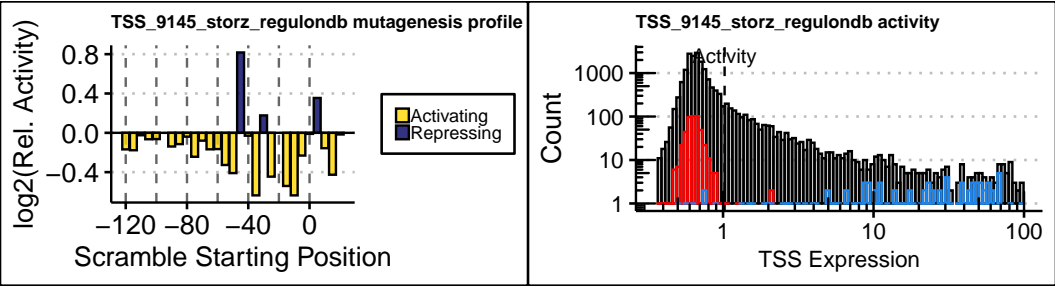 TSS_9145_storz_regulondb mutagenesis profile
log2(Rel. Activity)
0.8
0.4
0.0
−0.4
−120 −80 −40 0
Scramble Starting Position
Activating
Repressing
TSS_9145_storz_regulondb activity
Activity
Count
1000
100
10
1
1 10 100
TSS Expression